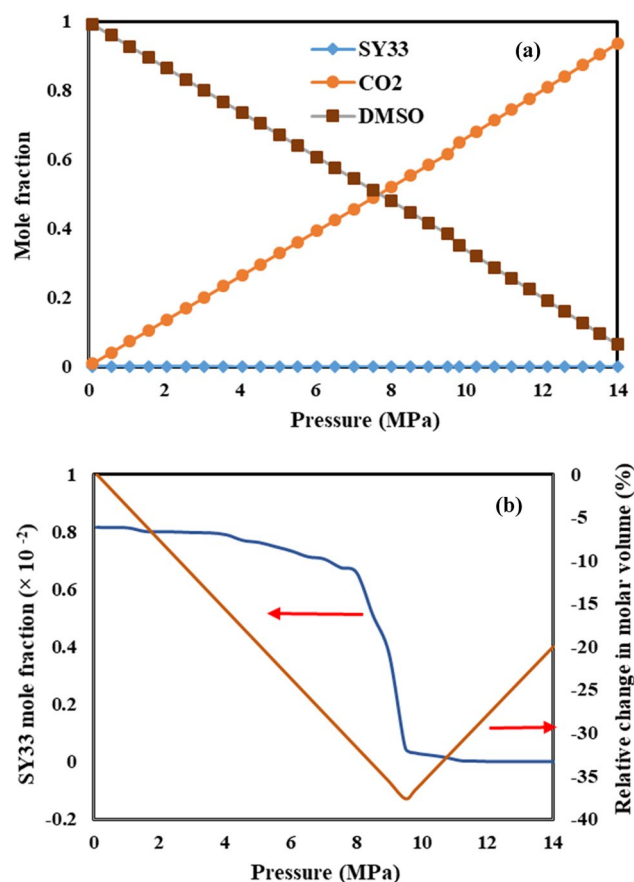 1
0.8
0.6
0.4
0.2
0
Mole fraction
SY33
CO2
DMSO
(a)
0 2 4 6 8 10 12 14
Pressure (MPa)
1
0.8
0.6
0.4
0.2
0
-0.2
SY33 mole fraction (× 10 -2)
(b)
0
-5
-10
-15
-20
-25
-30
-35
-40
Relative change in molar volume (%)
0 2 4 6 8 10 12 14
Pressure (MPa)